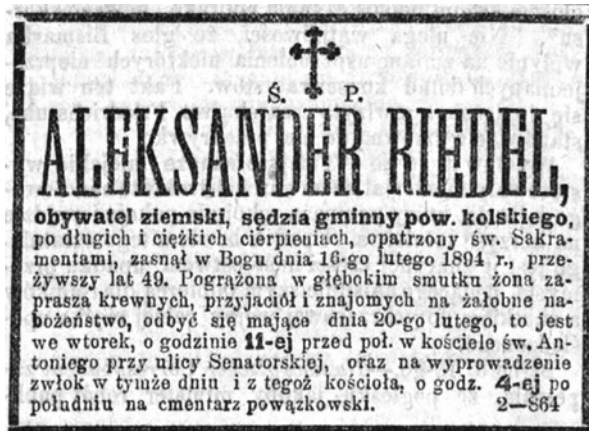 Ś. P.
ALEKSANDER RIEDEL,
obywatel ziemski, sędzia gminny pow. kolskiego,
po długich i ciężkich cierpieniach, opatrzony św. Sakra-
mentami, zasnął w Bogu dnia 16-go lutego 1894 r., prze-
żywszy lat 49. Pogrążona w głębokim smutku żona za-
prasza krewnych, przyjaciół i znajomych na żałobne na-
bożeństwo, odbyć się mające dnia 20-go lutego, to jest
we wtorek, o godzinie 11-ej przed poł. w kościele św. An-
toniego przy ulicy Senatorskiej, oraz na wyprowadzenie
zwłok w tymże dniu i z tegoż kościoła, o godz. 4-ej po
południu na cmentarz powązkowski. 2—864